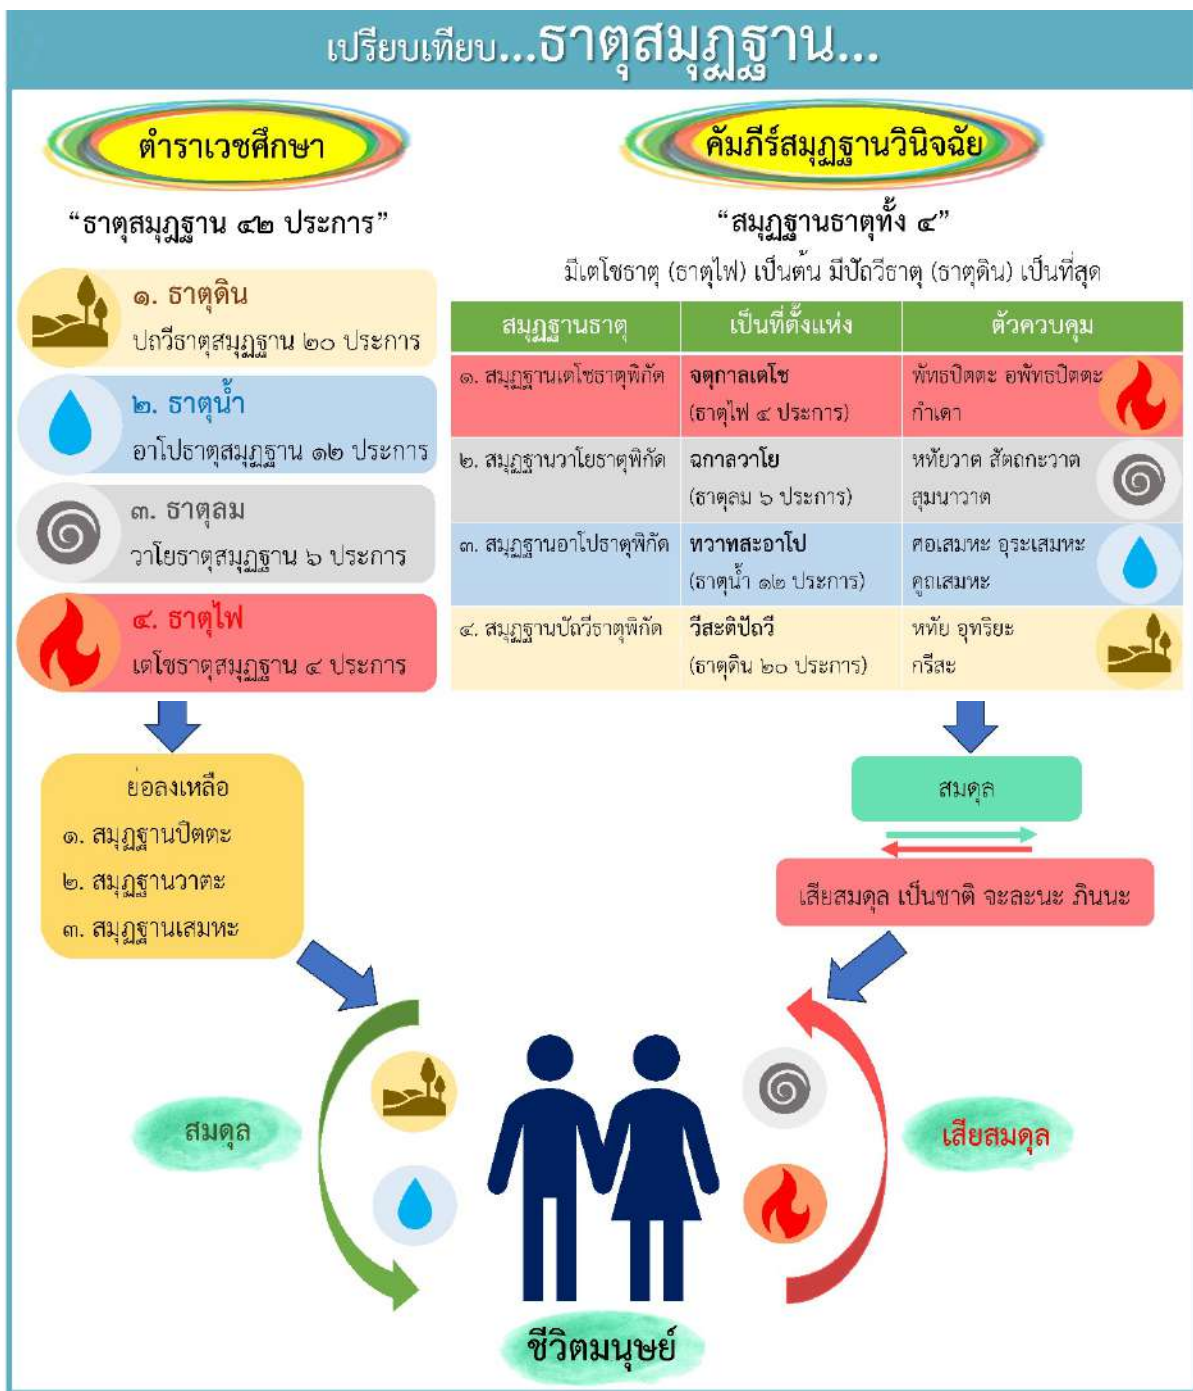 เปรียบเทียบ...ธาตุสมุฏฐาน...
ตำราเวชศึกษา
“ธาตุสมุฏฐาน ๔๒ ประการ”
๑. ธาตุดิน
ปถวีธาตุสมุฏฐาน ๒๐ ประการ
๒. ธาตุน้ำ
อาโปธาตุสมุฏฐาน ๑๒ ประการ
๓. ธาตุลม
วาโยธาตุสมุฏฐาน ๖ ประการ
๔. ธาตุไฟ
เตโชธาตุสมุฏฐาน ๔ ประการ
ย่อลงเหลือ
๑. สมุฏฐานปิตตะ
๒. สมุฏฐานวาตะ
๓. สมุฏฐานเสมหะ
คัมภีร์สมุฏฐานวินิจฉัย
“สมุฏฐานธาตุทั้ง ๔”
มีเตโชธาตุ (ธาตุไฟ) เป็นต้น มีปัถวีธาตุ (ธาตุดิน) เป็นที่สุด
สมุฏฐานธาตุ เป็นที่ตั้งแห่ง ตัวควบคุม
๑. สมุฏฐานเตโชธาตุพิกัด จตุกาลเตโช พัทธปิตตะ อพัทธปิตตะ
(ธาตุไฟ ๔ ประการ) กำเดา
๒. สมุฏฐานวาโยธาตุพิกัด ฉกาลวาโย หทัยวาต สัตถกะวาต
(ธาตุลม ๖ ประการ) สุมนาวาต
๓. สมุฏฐานอาโปธาตุพิกัด ทวาทสะอาโป ศอเสมหะ อุระเสมหะ
(ธาตุน้ำ ๑๒ ประการ) คูถเสมหะ
๔. สมุฏฐานปัถวีธาตุพิกัด วีสะติปัถวี หทัย อุทริยะ
(ธาตุดิน ๒๐ ประการ) กรีสะ
สมดุล
เสียสมดุล เป็นชาติ จะละนะ ภินนะ
สมดุล
เสียสมดุล
ชีวิตมนุษย์